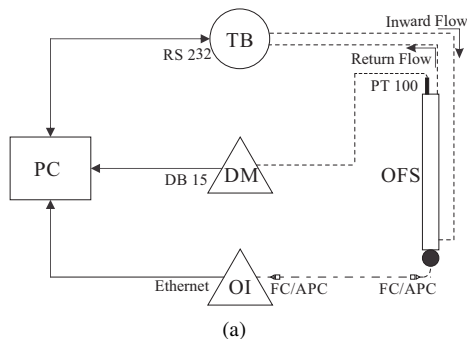 Inward Flow
TB
RS 232
Return Flow
PT 100
PC
DB 15
DM
OFS
Ethernet
OI
FC/APC
FC/APC
(a)